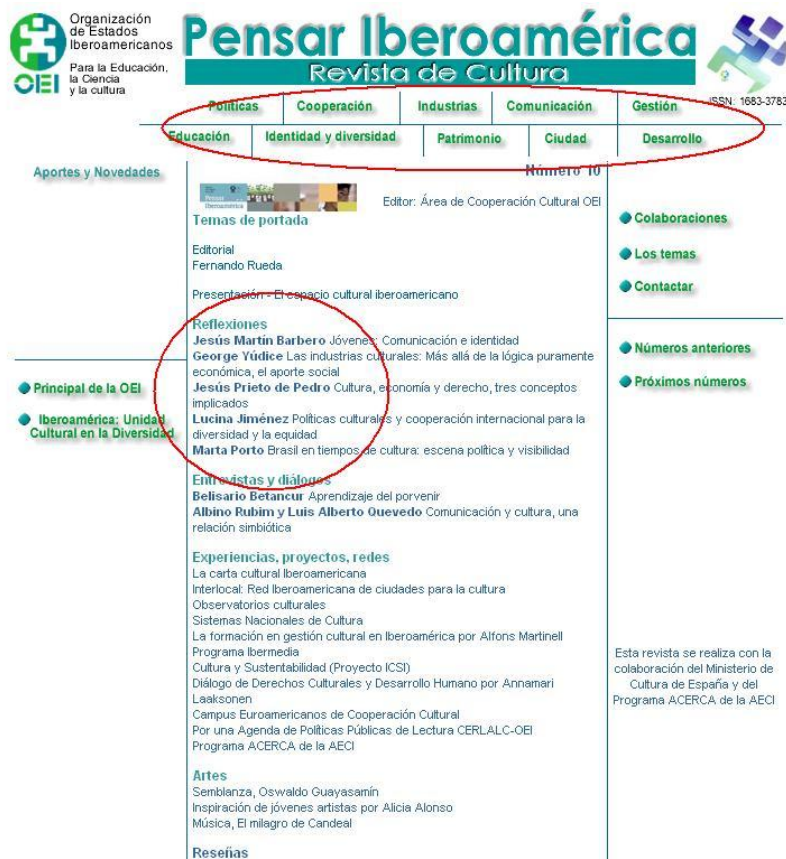 Organización
de Estados
Iberoamericanos
Para la Educación,
la Ciencia
y la cultura
OEI
Pensar Iberoamérica
Revista de Cultura
ISSN: 1683-3783
Políticas
Cooperación
Industrias
Comunicación
Gestión
Educación
Identidad y diversidad
Patrimonio
Ciudad
Desarrollo
Aportes y Novedades
Principal de la OEI
Iberoamérica: Unidad
Cultural en la Diversidad
Número 10
Editor: Área de Cooperación Cultural OEI
Temas de portada
Editorial
Fernando Rueda
Presentación - El espacio cultural iberoamericano
Reflexiones
Jesús Martín Barbero Jóvenes: Comunicación e identidad
George Yúdice Las industrias culturales: Más allá de la lógica puramente
económica, el aporte social
Jesús Prieto de Pedro Cultura, economía y derecho, tres conceptos
implicados
Lucina Jiménez Políticas culturales y cooperación internacional para la
diversidad y la equidad
Marta Porto Brasil en tiempos de cultura: escena política y visibilidad
Entrevistas y diálogos
Belisario Betancur Aprendizaje del porvenir
Albino Rubim y Luis Alberto Quevedo Comunicación y cultura, una
relación simbiótica
Experiencias, proyectos, redes
La carta cultural Iberoamericana
Interlocal: Red Iberoamericana de ciudades para la cultura
Observatorios culturales
Sistemas Nacionales de Cultura
La formación en gestión cultural en Iberoamérica por Alfons Martinell
Programa Ibermedia
Cultura y Sustentabilidad (Proyecto ICSI)
Diálogo de Derechos Culturales y Desarrollo Humano por Annamari
Laaksonen
Campus Euroamericanos de Cooperación Cultural
Por una Agenda de Políticas Públicas de Lectura CERLALC-OEI
Programa ACERCA de la AECI
Artes
Semblanza, Oswaldo Guayasamín
Inspiración de jóvenes artistas por Alicia Alonso
Música, El milagro de Candeal
Reseñas
Colaboraciones
Los temas
Contactar
Números anteriores
Próximos números
Esta revista se realiza con la
colaboración del Ministerio de
Cultura de España y del
Programa ACERCA de la AECI